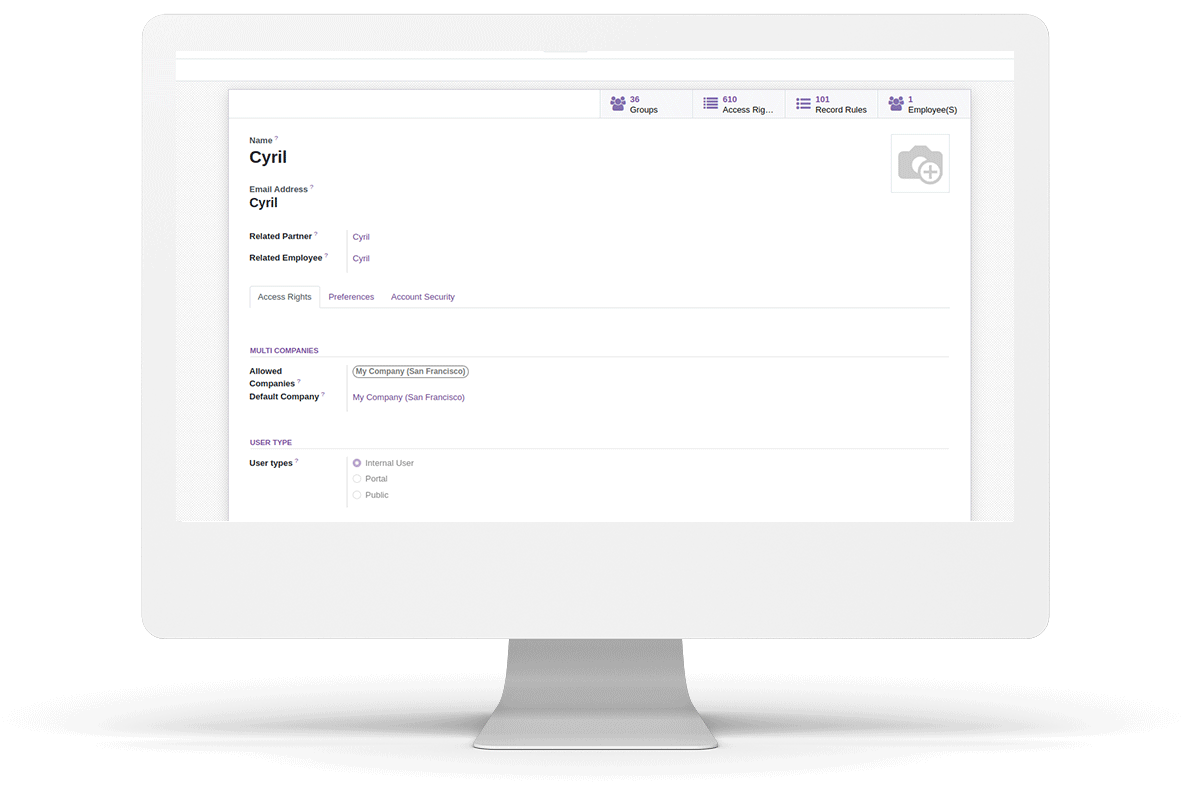 36
Groups
610
Access Rig...
101
Record Rules
1
Employee(S)
Name ?
Cyril
Email Address ?
Cyril
Related Partner ? Cyril
Related Employee ? Cyril
Access Rights Preferences Account Security
MULTI COMPANIES
Allowed
Companies ?
My Company (San Francisco)
Default Company ? My Company (San Francisco)
USER TYPE
User types ? Internal User
Portal
Public